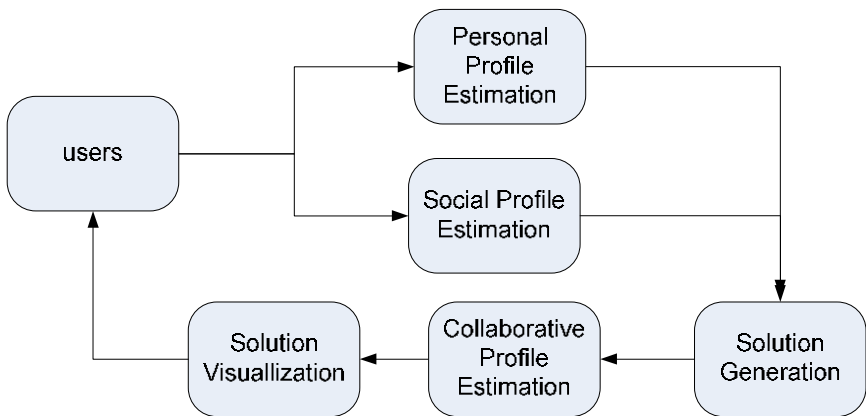 Personal
Profile
Estimation
users
Social Profile
Estimation
Solution
Visuallization
Collaborative
Profile
Estimation
Solution
Generation